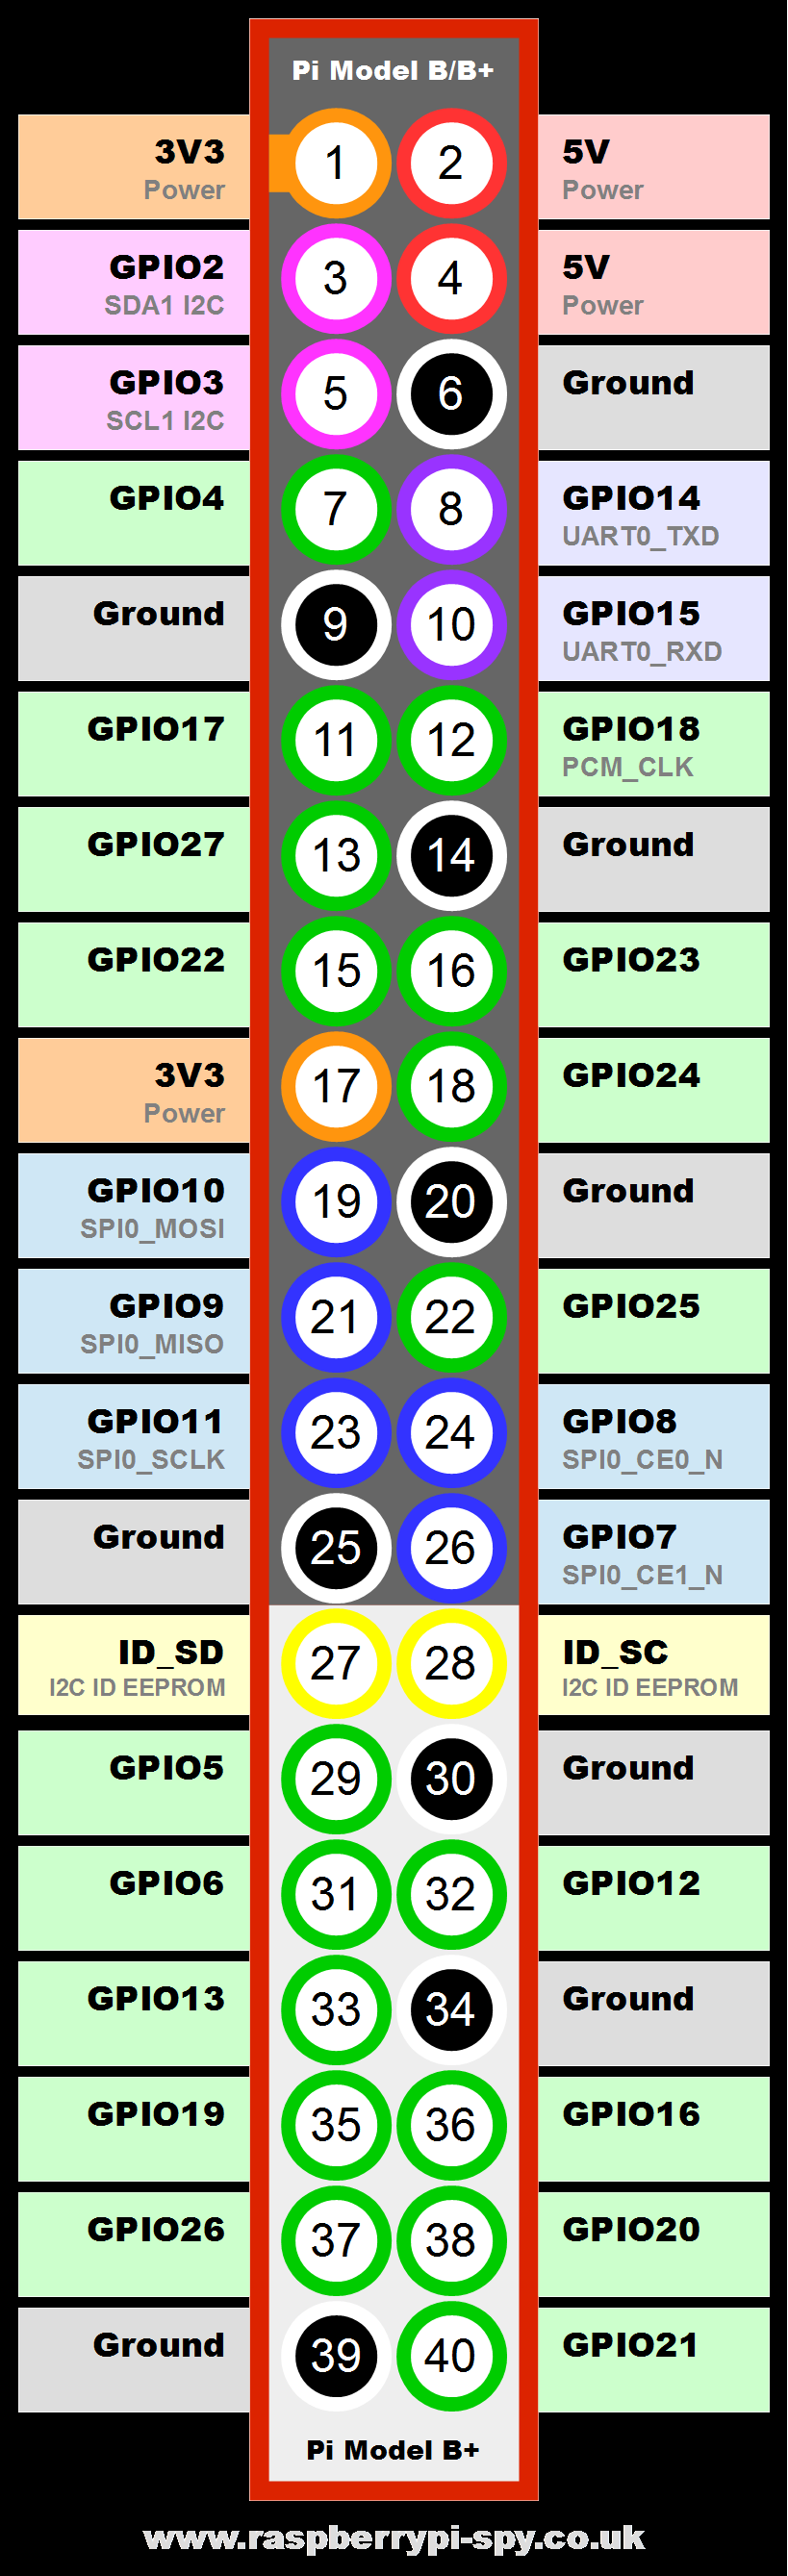 Pi Model B/B+
3V3 1 2 5V
Power Power
GPIO2 3 4 5V
SDA1 I2C Power
GPIO3 5 6 Ground
SCL1 I2C
GPIO4 7 8 GPIO14
UART0_TXD
Ground 9 10 GPIO15
UART0_RXD
GPIO17 11 12 GPIO18
PCM_CLK
GPIO27 13 14 Ground
GPIO22 15 16 GPIO23
3V3 17 18 GPIO24
Power
GPIO10 19 20 Ground
SPI0_MOSI
GPIO9 21 22 GPIO25
SPI0_MISO
GPIO11 23 24 GPIO8
SPI0_SCLK SPI0_CE0_N
Ground 25 26 GPIO7
SPI0_CE1_N
ID_SD 27 28 ID_SC
I2C ID EEPROM I2C ID EEPROM
GPIO5 29 30 Ground
GPIO6 31 32 GPIO12
GPIO13 33 34 Ground
GPIO19 35 36 GPIO16
GPIO26 37 38 GPIO20
Ground 39 40 GPIO21
Pi Model B+
www.raspberrypi-spy.co.uk